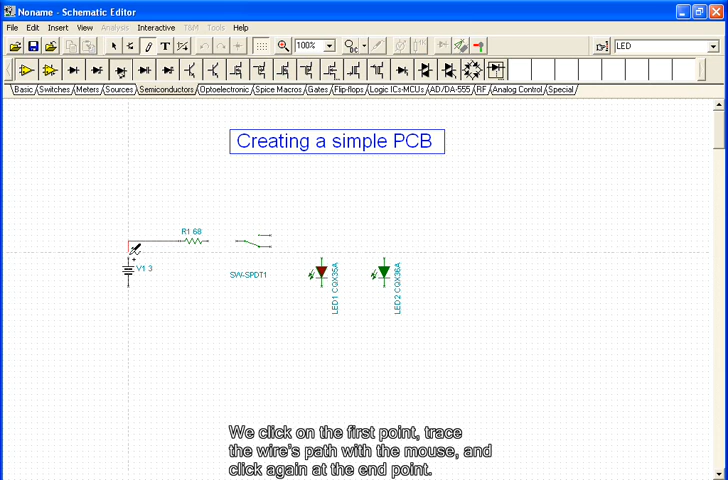 Noname - Schematic Editor
File Edit Insert View Analysis Interactive T&M Tools Help
100% DC LED
Basic Switches Meters Sources Semiconductors Optoelectronic Spice Macros Gates Flip-flops Logic ICs-MCUs AD/DA-555 RF Analog Control Special
Creating a simple PCB
R1 68
V1 3
SW-SPDT1
LED1 CQX35A
LED2 CQX36A
We click on the first point, trace
the wire's path with the mouse, and
click again at the end point.